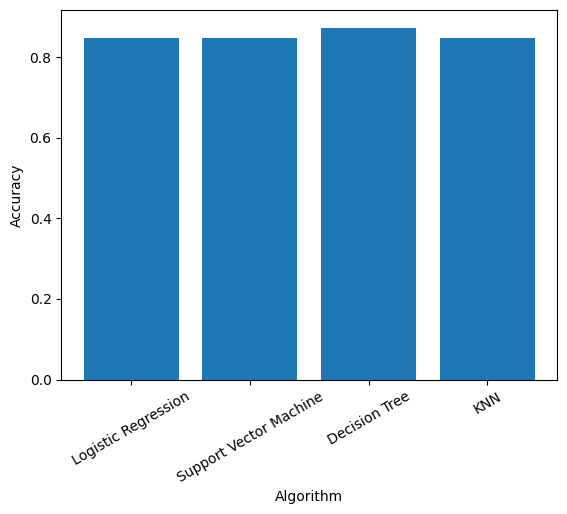 0.8
0.6
0.4
0.2
0.0
Accuracy
Logistic Regression
Support Vector Machine
Decision Tree
KNN
Algorithm